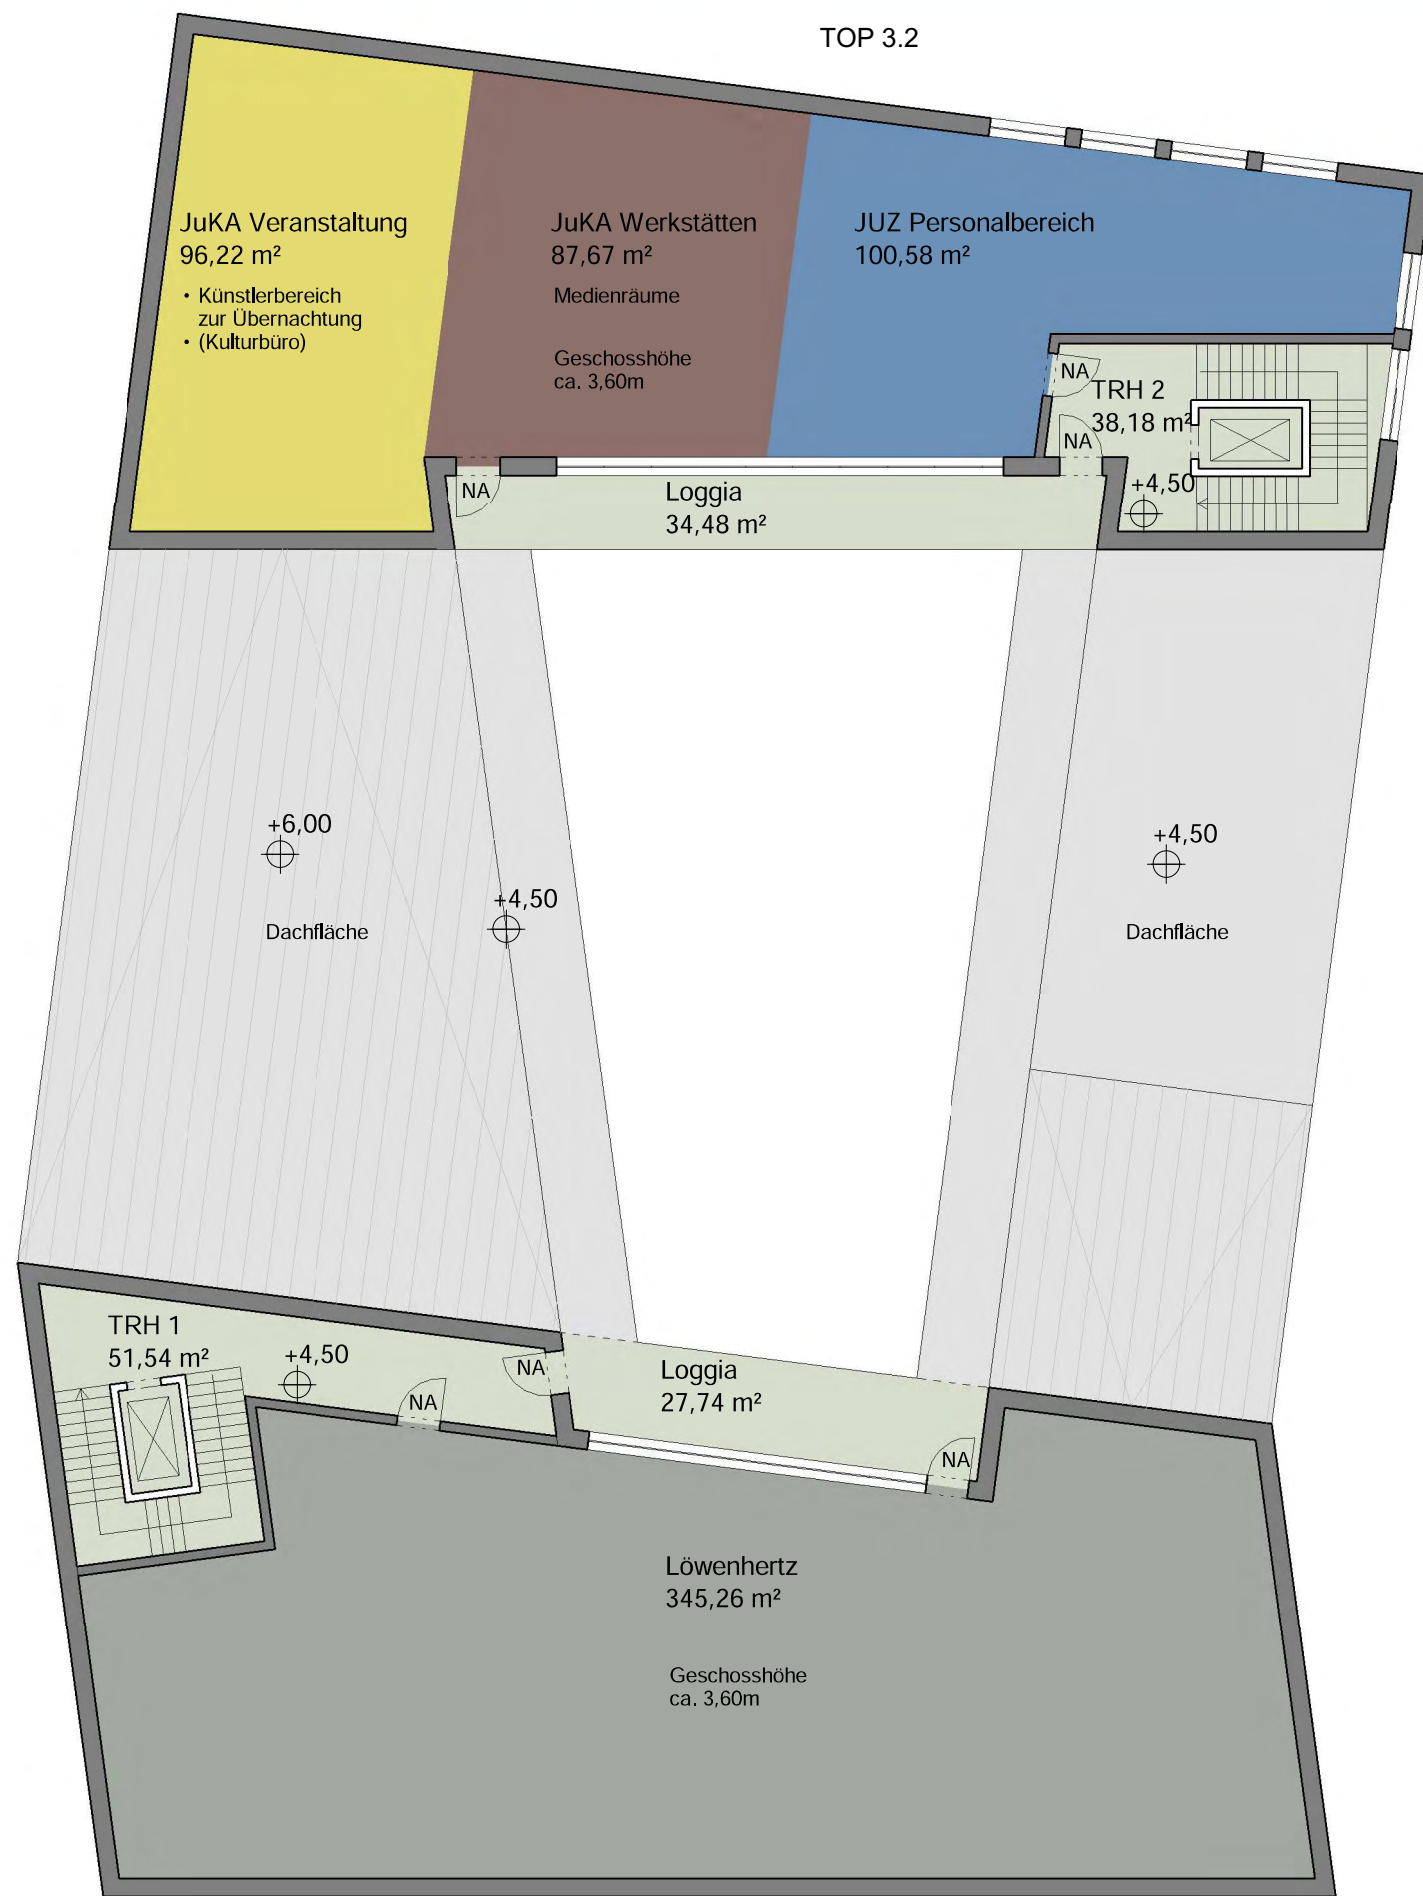 TOP 3.2
JuKA Veranstaltung
96,22 m²
• Künstlerbereich
zur Übernachtung
• (Kulturbüro)
JuKA Werkstätten
87,67 m²
Medienräume
Geschosshöhe
ca. 3,60m
JUZ Personalbereich
100,58 m²
NA
TRH 2
38,18 m²
NA
+4,50
NA
Loggia
34,48 m²
+6,00
Dachfläche
+4,50
+4,50
Dachfläche
TRH 1
51,54 m²
+4,50
NA
NA
Loggia
27,74 m²
NA
Löwenhertz
345,26 m²
Geschosshöhe
ca. 3,60m